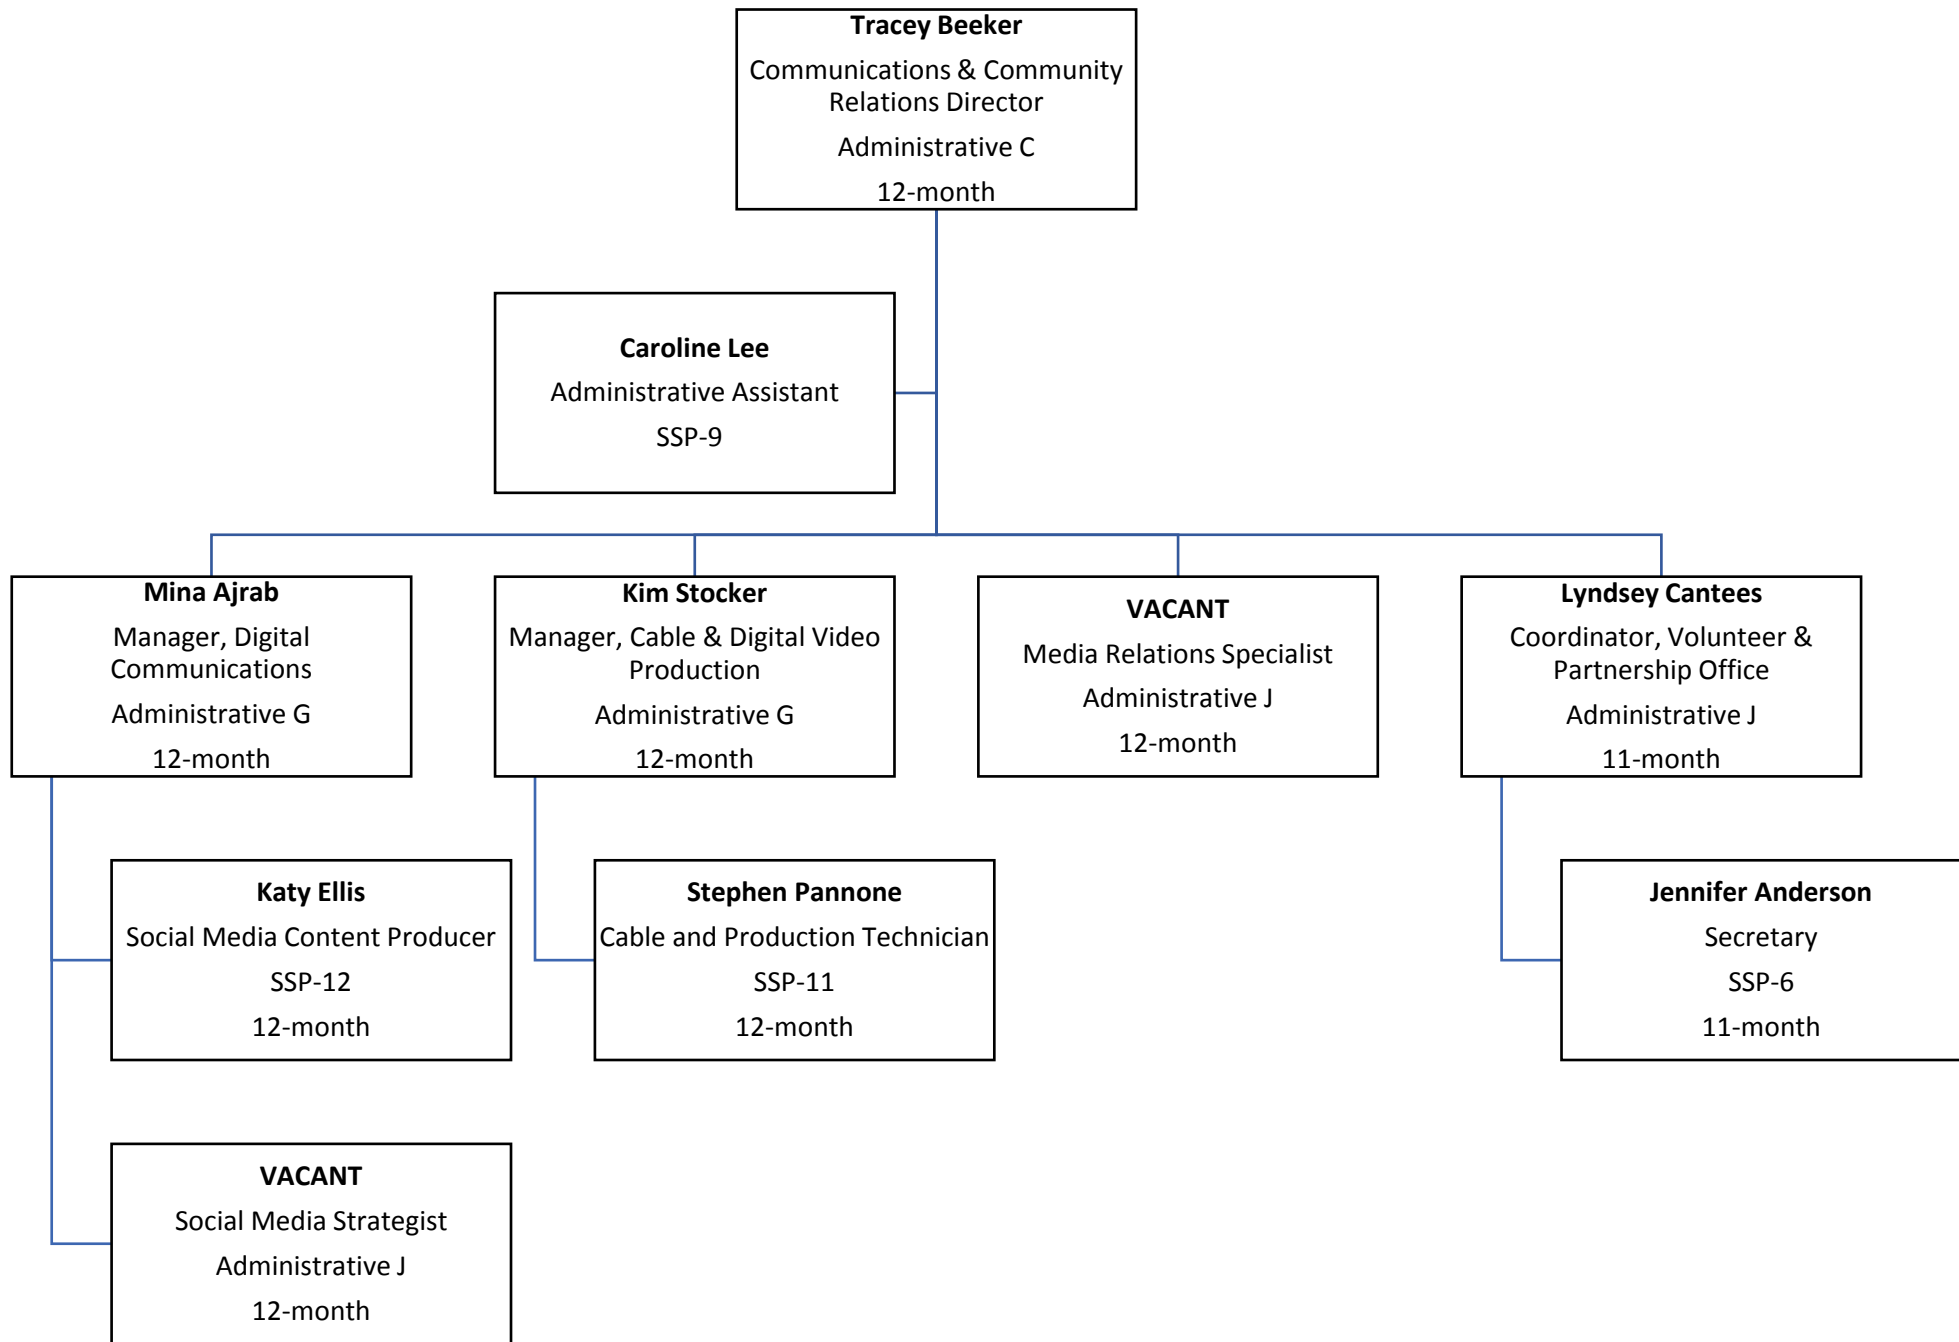 Tracey Beeker
Communications & Community
Relations Director
Administrative C
12-month
Caroline Lee
Administrative Assistant
SSP-9
Mina Ajrab
Manager, Digital
Communications
Administrative G
12-month
Kim Stocker
Manager, Cable & Digital Video
Production
Administrative G
12-month
VACANT
Media Relations Specialist
Administrative J
12-month
Lyndsey Cantees
Coordinator, Volunteer &
Partnership Office
Administrative J
11-month
Katy Ellis
Social Media Content Producer
SSP-12
12-month
Stephen Pannone
Cable and Production Technician
SSP-11
12-month
Jennifer Anderson
Secretary
SSP-6
11-month
VACANT
Social Media Strategist
Administrative J
12-month